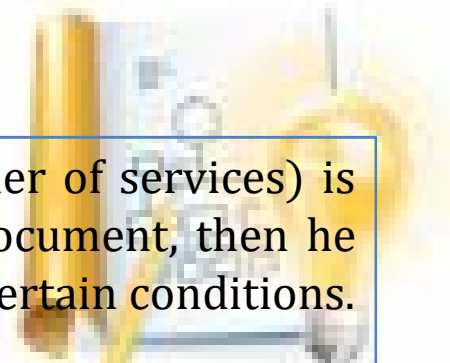 er of services) is
ocument, then he
ertain conditions.